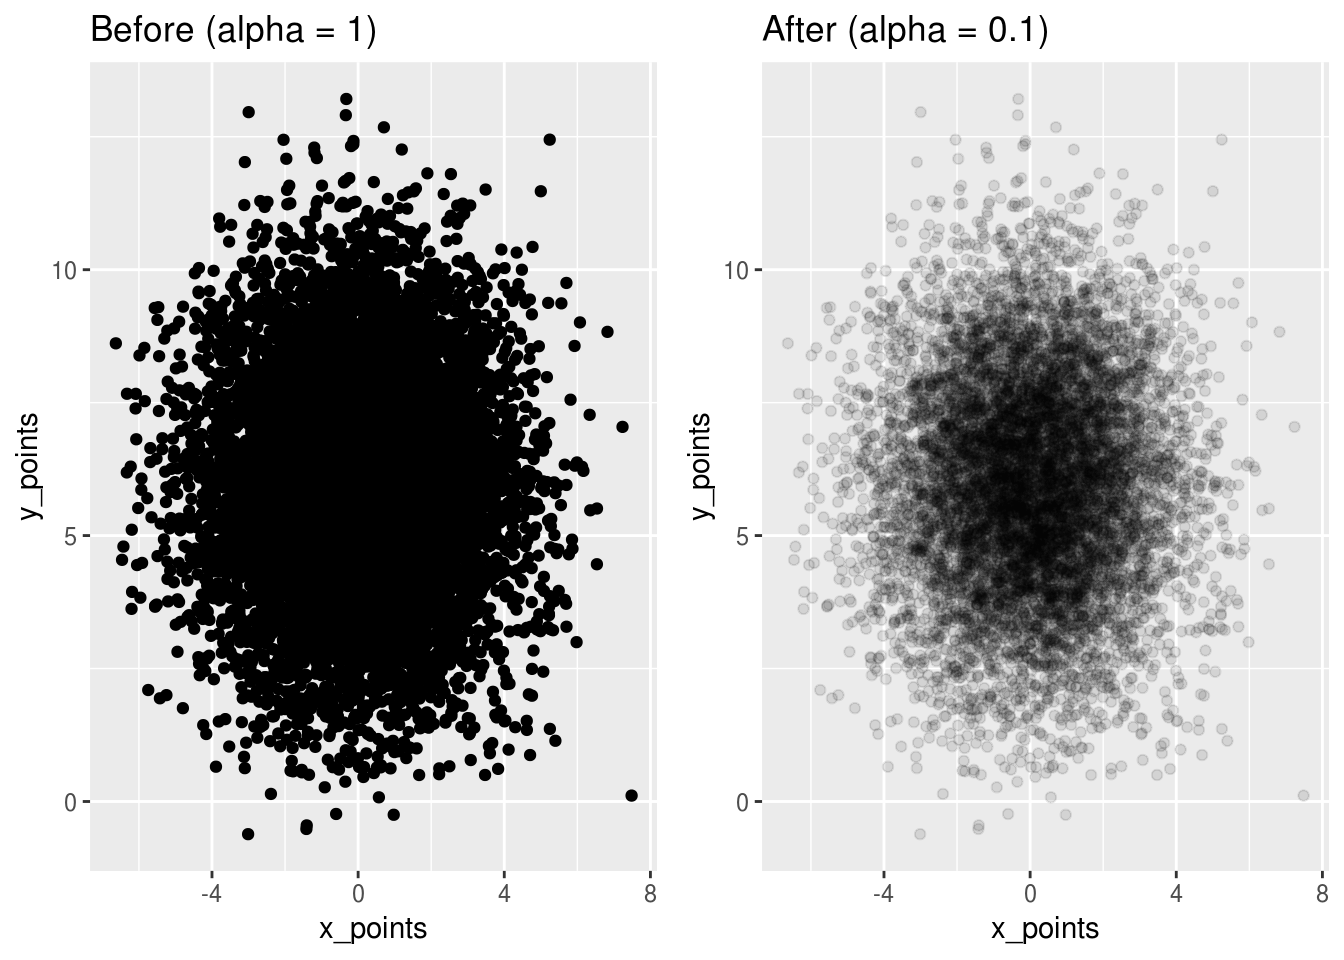 Before (alpha = 1)
10
5
0
y_points
-4
0
4
8
x_points
After (alpha = 0.1)
10
5
0
y_points
-4
0
4
8
x_points